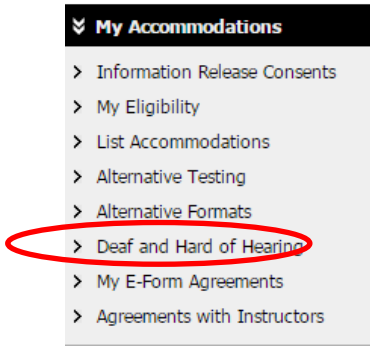 My Accommodations
Information Release Consents
My Eligibility
List Accommodations
Alternative Testing
Alternative Formats
Deaf and Hard of Hearing
My E-Form Agreements
Agreements with Instructors